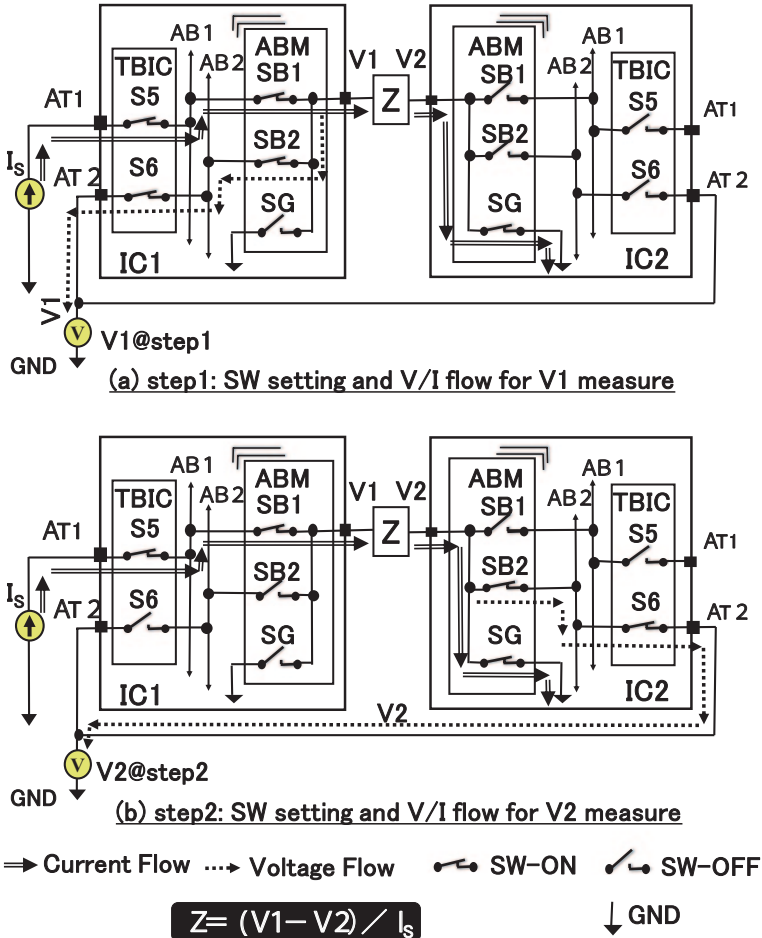 AB1
AB2
ABM
TBIC
SB1
V1 V2
ABM
AB1
AB2
SB1
TBIC
AT1
S5
Z
S5
AT1
SB2
SB2
IS
AT 2
S6
S6
AT 2
SG
SG
IC1
IC2
V1
V
V1@step1
GND
(a) step1: SW setting and V/I flow for V1 measure
AB1
AB2
ABM
TBIC
SB1
V1 V2
ABM
AB1
AB2
SB1
TBIC
AT1
S5
Z
S5
AT1
SB2
SB2
IS
AT 2
S6
S6
AT 2
SG
SG
IC1
IC2
V2
V
V2@step2
GND
(b) step2: SW setting and V/I flow for V2 measure
Current Flow Voltage Flow SW-ON SW-OFF
Z= (V1-V2) / IS
GND